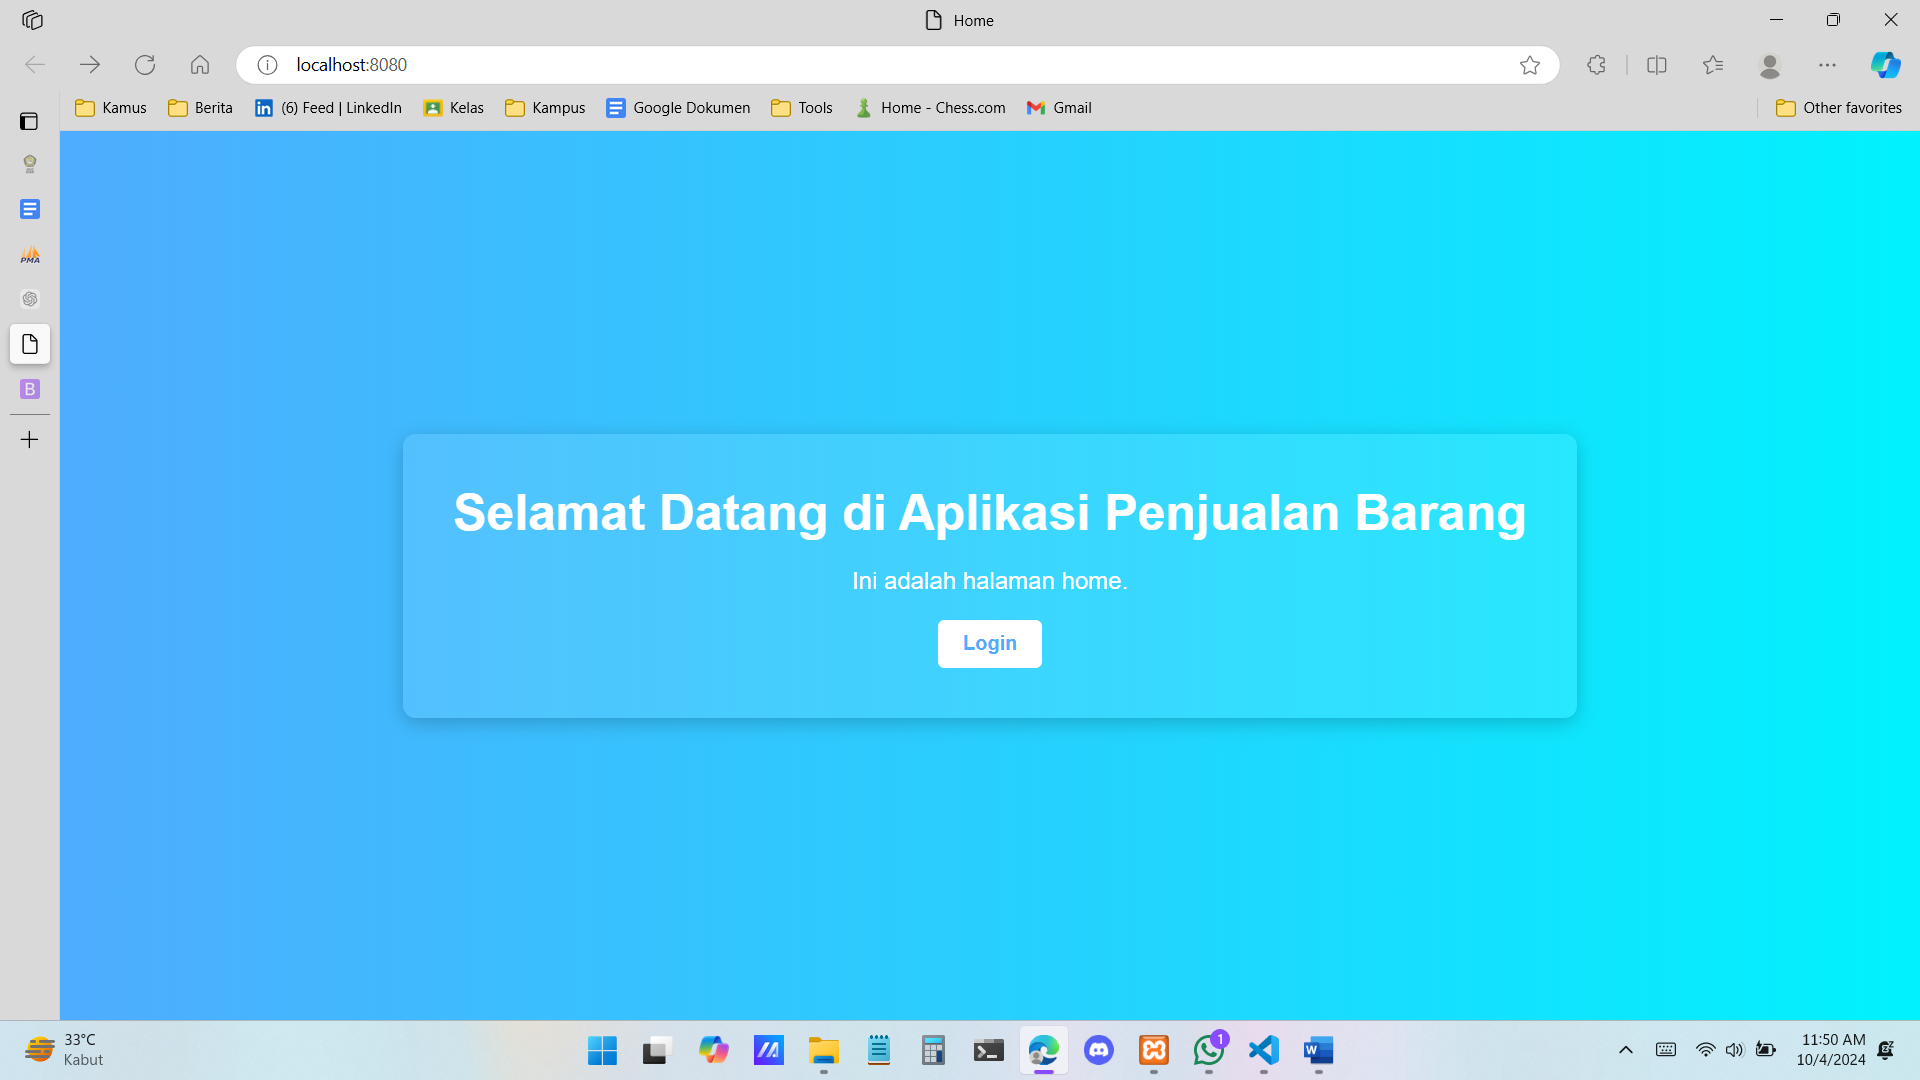 Home
localhost:8080
Kamus Berita (6) Feed | LinkedIn Kelas Kampus Google Dokumen Tools Home - Chess.com Gmail Other favorites
PMA
B
Selamat Datang di Aplikasi Penjualan Barang
Ini adalah halaman home.
Login
33°C
Kabut
1
11:50 AM
10/4/2024